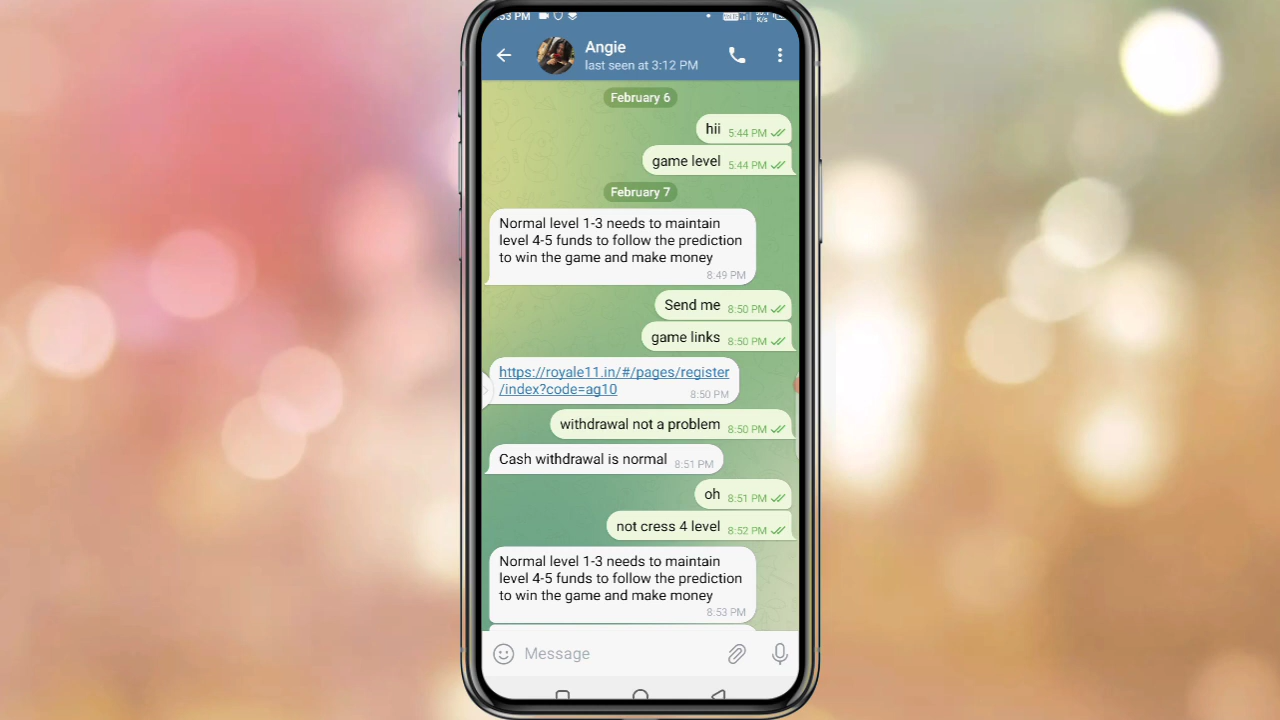 :53 PM
K/s
Angie
last seen at 3:12 PM
February 6
hii 5:44 PM
game level 5:44 PM
February 7
Normal level 1-3 needs to maintain
level 4-5 funds to follow the prediction
to win the game and make money
8:49 PM
Send me 8:50 PM
game links 8:50 PM
https://royale11.in/#/pages/register
/index?code=ag10 8:50 PM
withdrawal not a problem 8:50 PM
Cash withdrawal is normal 8:51 PM
oh 8:51 PM
not cress 4 level 8:52 PM
Normal level 1-3 needs to maintain
level 4-5 funds to follow the prediction
to win the game and make money
8:53 PM
Message